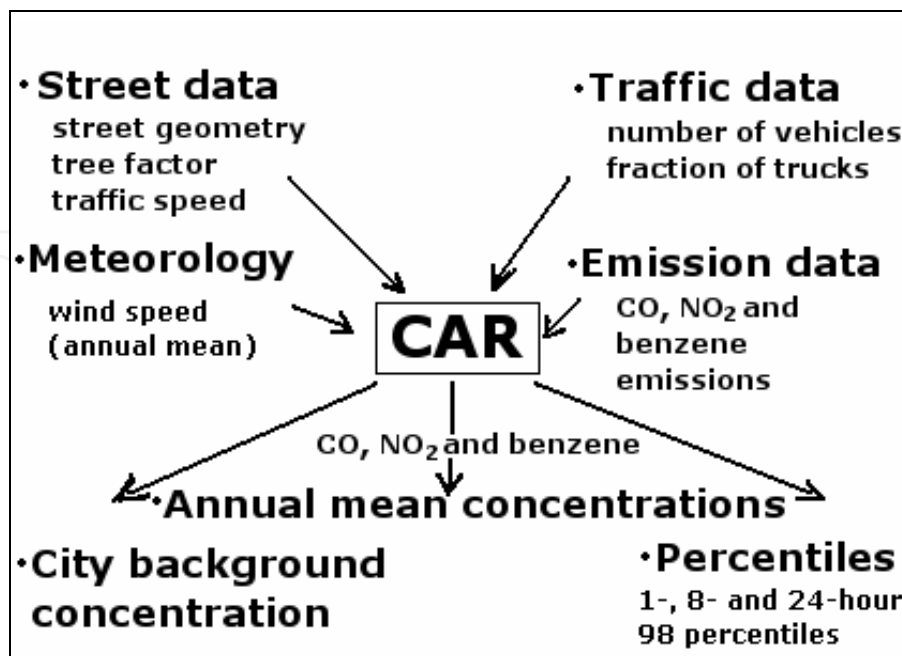 ·Street data
street geometry
tree factor
traffic speed
·Traffic data
number of vehicles
fraction of trucks
·Meteorology
wind speed
(annual mean)
·Emission data
CO, NO₂ and
benzene
emissions
CAR
CO, NO₂ and benzene
·Annual mean concentrations
·City background
concentration
·Percentiles
1-, 8- and 24-hour
98 percentiles